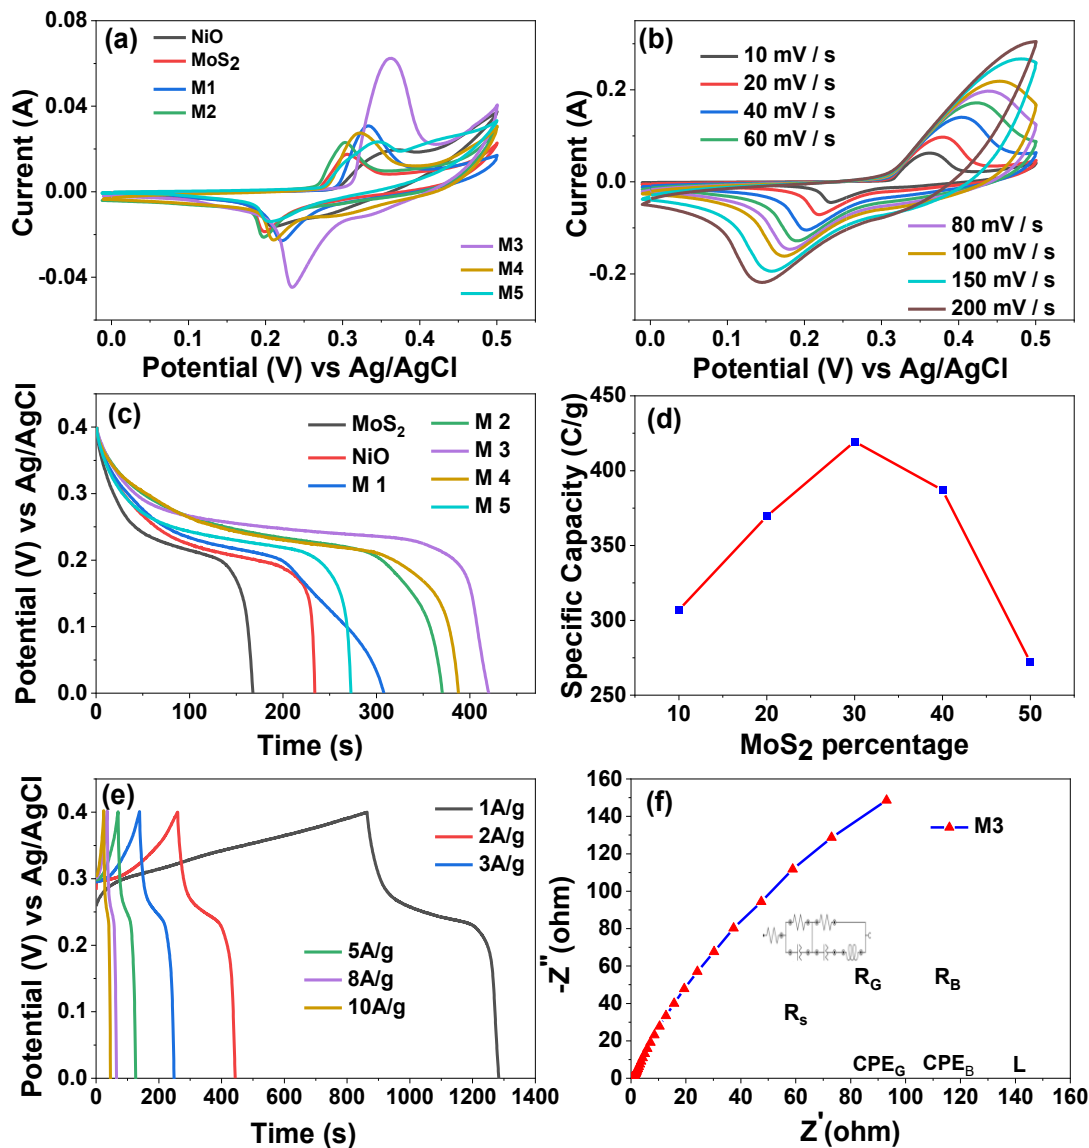 (a)
NiO
MoS2
M1
M2
M3
M4
M5
0.08
0.04
0.00
-0.04
Current (A)
0.0 0.1 0.2 0.3 0.4 0.5
Potential (V) vs Ag/AgCl
(b)
10 mV / s
20 mV / s
40 mV / s
60 mV / s
80 mV / s
100 mV / s
150 mV / s
200 mV / s
0.2
0.0
-0.2
Current (A)
0.0 0.1 0.2 0.3 0.4 0.5
Potential (V) vs Ag/AgCl
(c)
MoS2
NiO
M 1
M 2
M 3
M 4
M 5
0.5
0.4
0.3
0.2
0.1
0.0
Potential (V) vs Ag/AgCl
0 100 200 300 400
Time (s)
(d)
450
400
350
300
250
Specific Capacity (C/g)
10 20 30 40 50
MoS2 percentage
(e)
1A/g
2A/g
3A/g
5A/g
8A/g
10A/g
0.4
0.3
0.2
0.1
0.0
Potential (V) vs Ag/AgCl
0 200 400 600 800 1000 1200 1400
Time (s)
(f)
M3
160
140
120
100
80
60
40
20
0
-Z"(ohm)
RG RB
Rs
CPEG CPEB L
0 20 40 60 80 100 120 140 160
Z'(ohm)